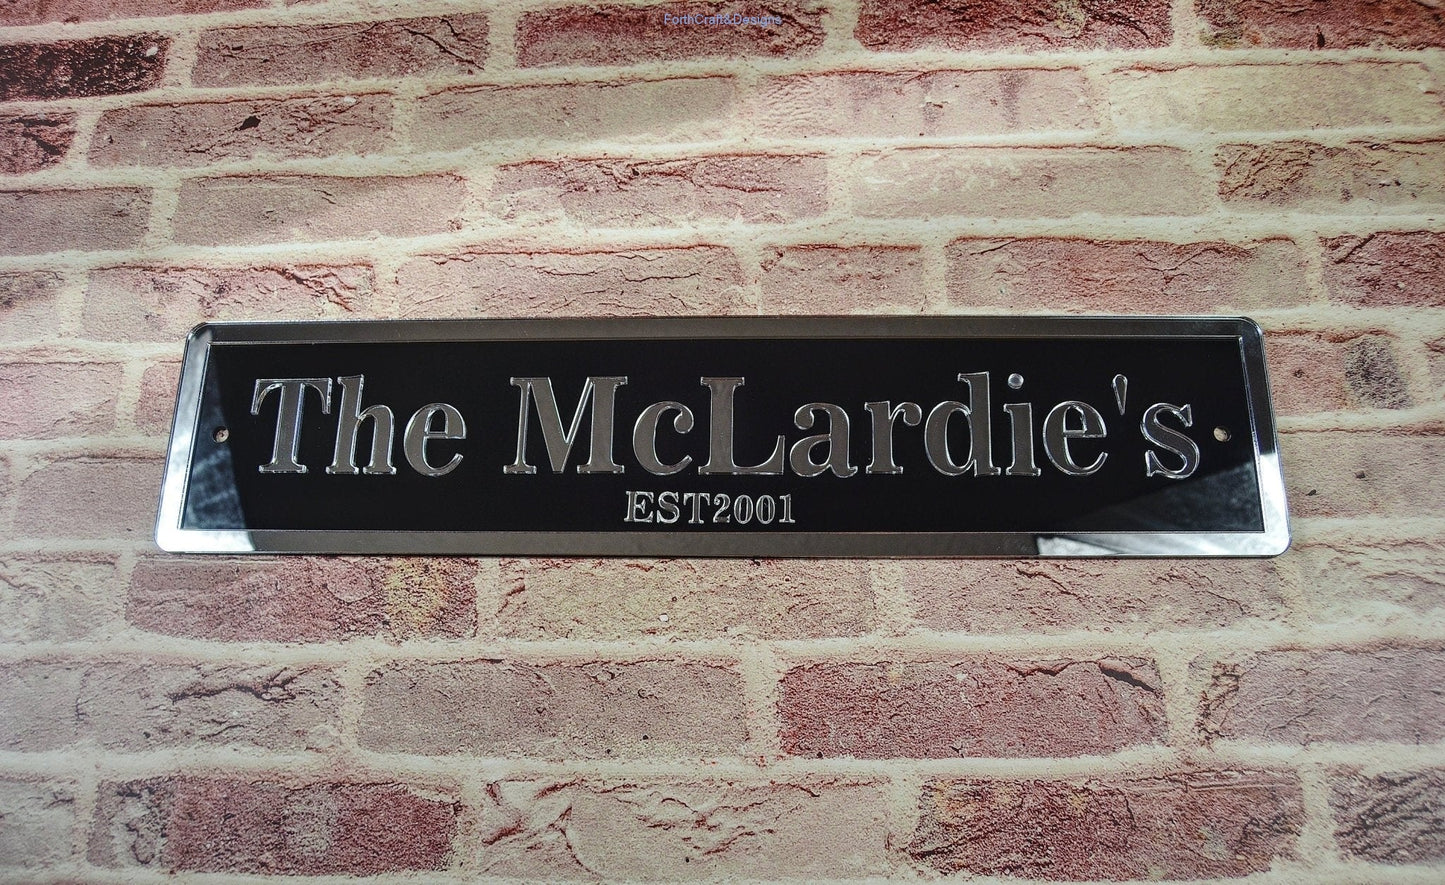 ForthCraft&Designs
The McLardie's
EST2001